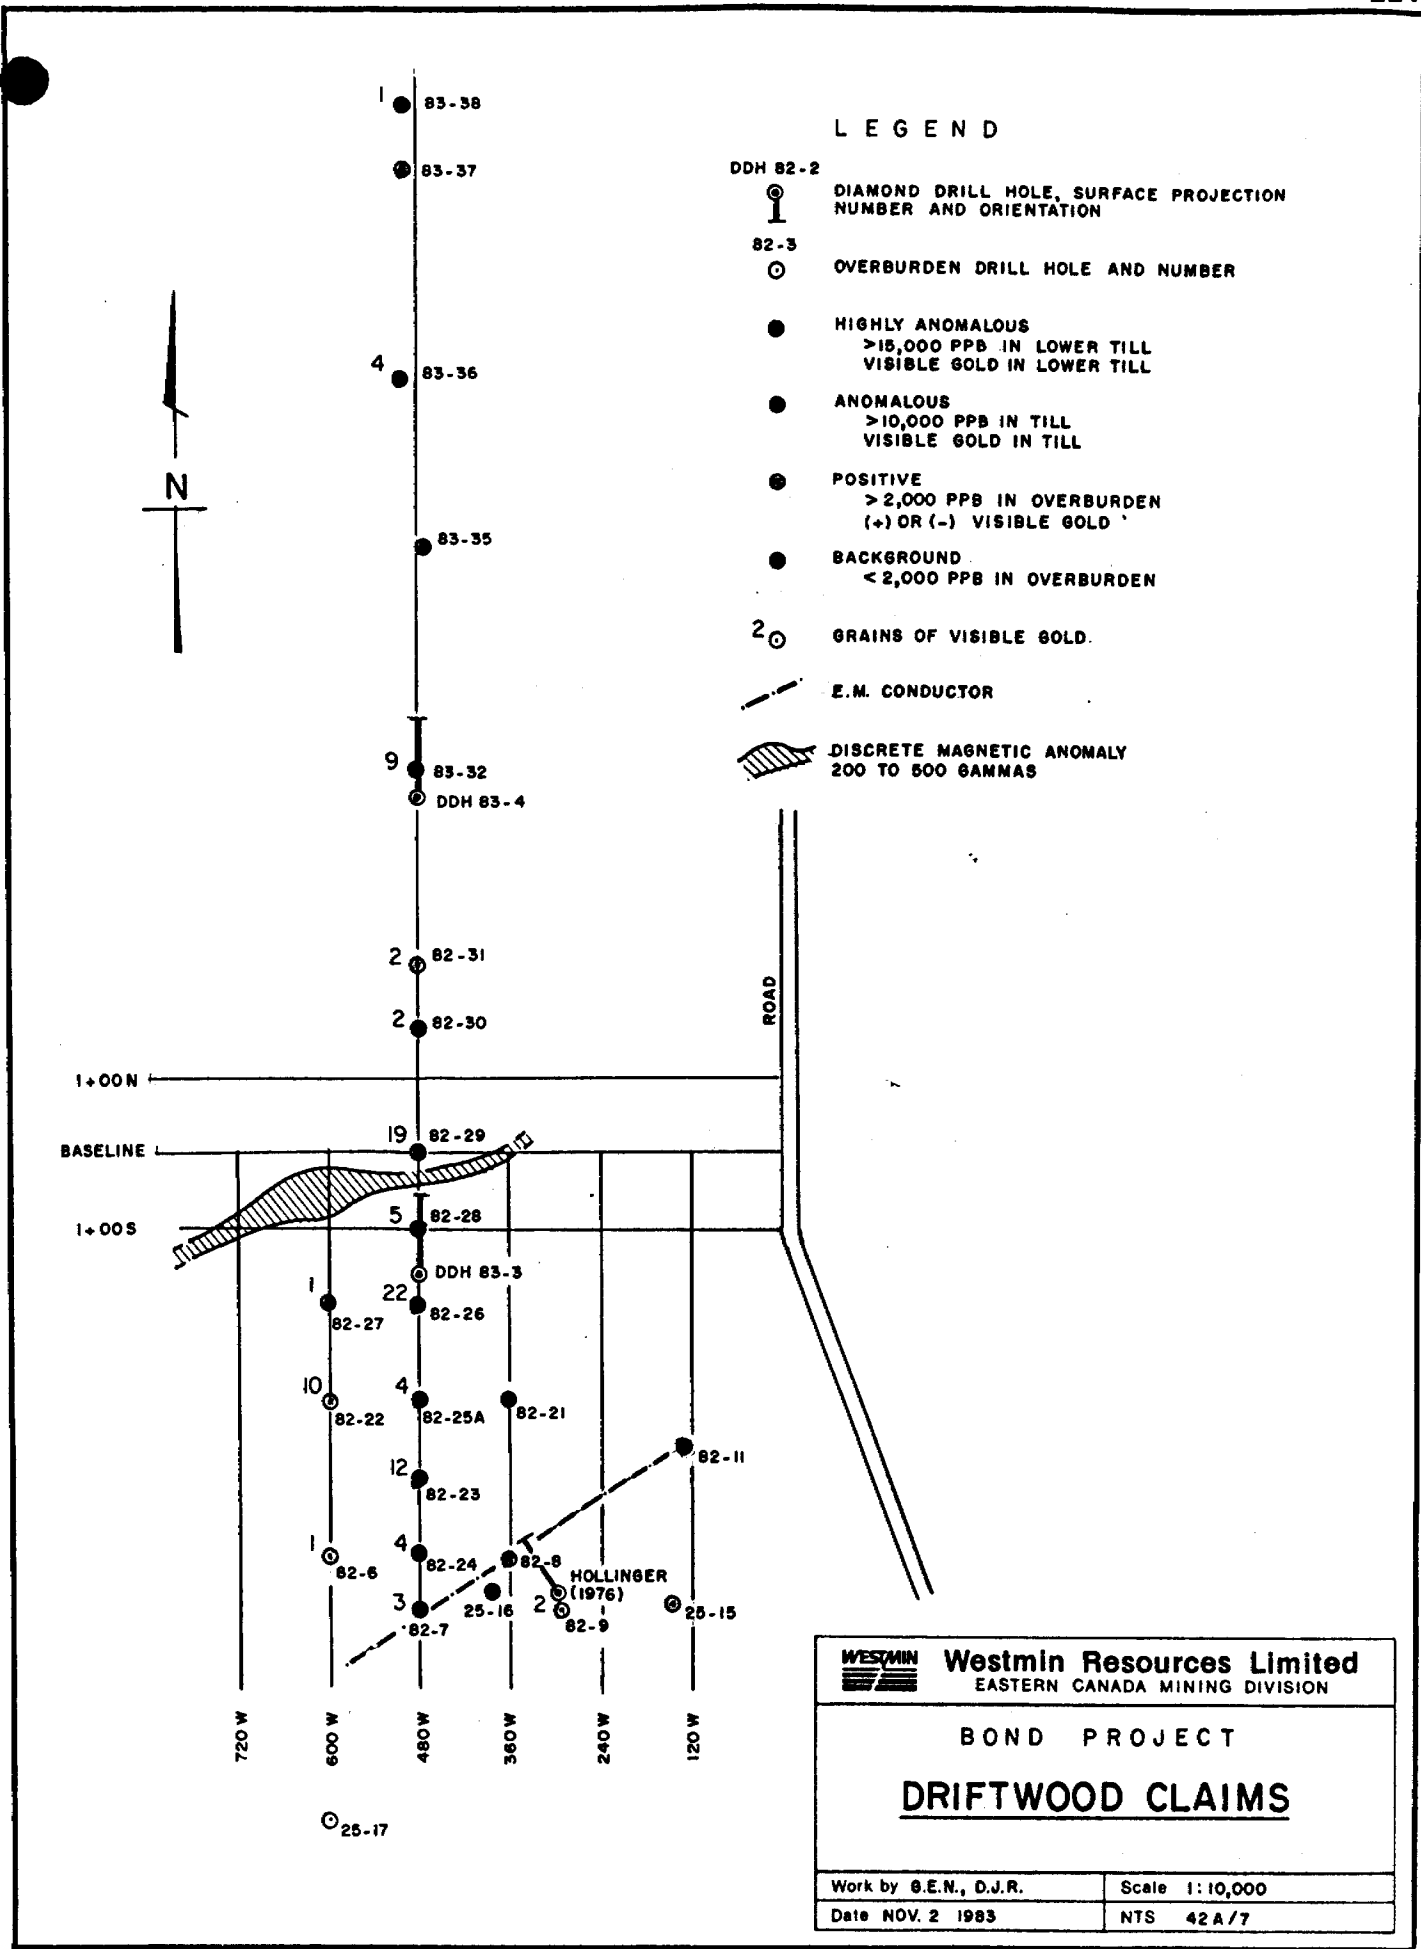 1
83-38
83-37
4
83-36
83-35
N
9
83-32
DDH 83-4
2
82-31
2
82-30
1+00N
19
82-29
BASELINE
5
82-28
1+00S
DDH 83-3
1
82-27
22
82-26
10
82-22
4
82-25A
82-21
82-11
12
82-23
1
82-6
4
82-24
82-8
HOLLINGER
(1976)
3
82-7
25-16
2
82-9
25-15
720 W
600 W
480 W
360 W
240 W
120 W
25-17
ROAD
LEGEND
DDH 82-2
DIAMOND DRILL HOLE, SURFACE PROJECTION
NUMBER AND ORIENTATION
82-3
OVERBURDEN DRILL HOLE AND NUMBER
HIGHLY ANOMALOUS
>15,000 PPB IN LOWER TILL
VISIBLE GOLD IN LOWER TILL
ANOMALOUS
>10,000 PPB IN TILL
VISIBLE GOLD IN TILL
POSITIVE
>2,000 PPB IN OVERBURDEN
(+) OR (-) VISIBLE GOLD
BACKGROUND
<2,000 PPB IN OVERBURDEN
2
GRAINS OF VISIBLE GOLD.
E.M. CONDUCTOR
DISCRETE MAGNETIC ANOMALY
200 TO 500 GAMMAS
WESTMIN
Westmin Resources Limited
EASTERN CANADA MINING DIVISION
BOND PROJECT
DRIFTWOOD CLAIMS
Work by G.E.N., D.J.R.
Scale 1:10,000
Date NOV. 2 1983
NTS 42A/7